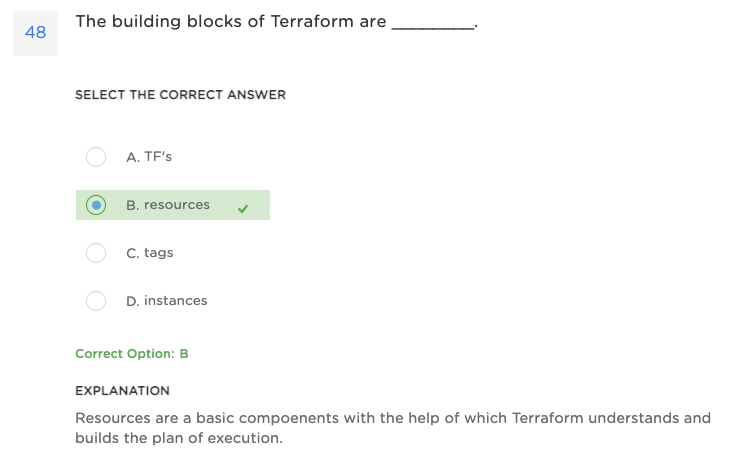 48
The building blocks of Terraform are ________.
SELECT THE CORRECT ANSWER
A. TF's
B. resources
C. tags
D. instances
Correct Option: B
EXPLANATION
Resources are a basic compoenents with the help of which Terraform understands and
builds the plan of execution.